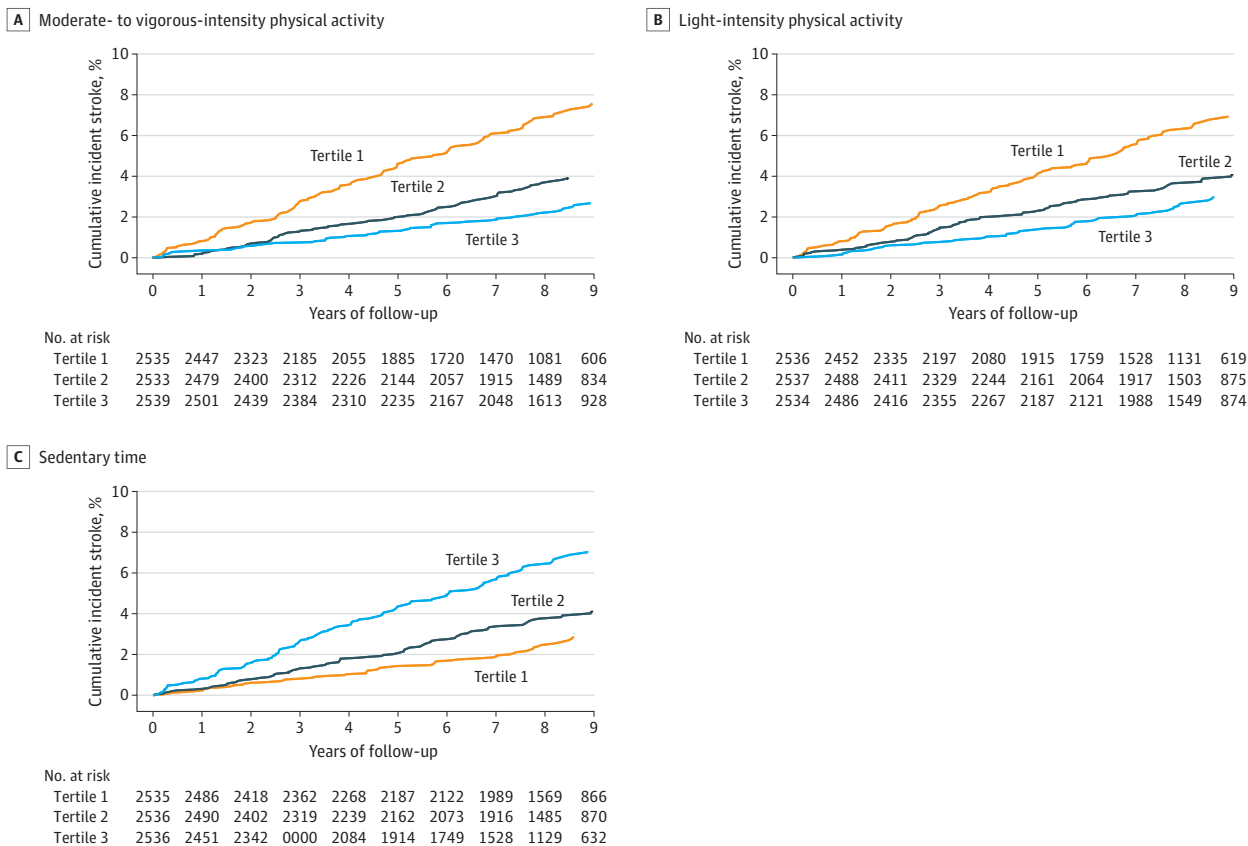 A Moderate- to vigorous-intensity physical activity
Cumulative incident stroke, %
10
8
6
4
2
0
Tertile 1
Tertile 2
Tertile 3
0 1 2 3 4 5 6 7 8 9
Years of follow-up
No. at risk
Tertile 1 2535 2447 2323 2185 2055 1885 1720 1470 1081 606
Tertile 2 2533 2479 2400 2312 2226 2144 2057 1915 1489 834
Tertile 3 2539 2501 2439 2384 2310 2235 2167 2048 1613 928
B Light-intensity physical activity
Cumulative incident stroke, %
10
8
6
4
2
0
Tertile 1
Tertile 2
Tertile 3
0 1 2 3 4 5 6 7 8 9
Years of follow-up
No. at risk
Tertile 1 2536 2452 2335 2197 2080 1915 1759 1528 1131 619
Tertile 2 2537 2488 2411 2329 2244 2161 2064 1917 1503 875
Tertile 3 2534 2486 2416 2355 2267 2187 2121 1988 1549 874
C Sedentary time
Cumulative incident stroke, %
10
8
6
4
2
0
Tertile 3
Tertile 2
Tertile 1
0 1 2 3 4 5 6 7 8 9
Years of follow-up
No. at risk
Tertile 1 2535 2486 2418 2362 2268 2187 2122 1989 1569 866
Tertile 2 2536 2490 2402 2319 2239 2162 2073 1916 1485 870
Tertile 3 2536 2451 2342 0000 2084 1914 1749 1528 1129 632